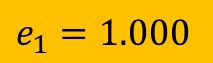 e₁ = 1.000